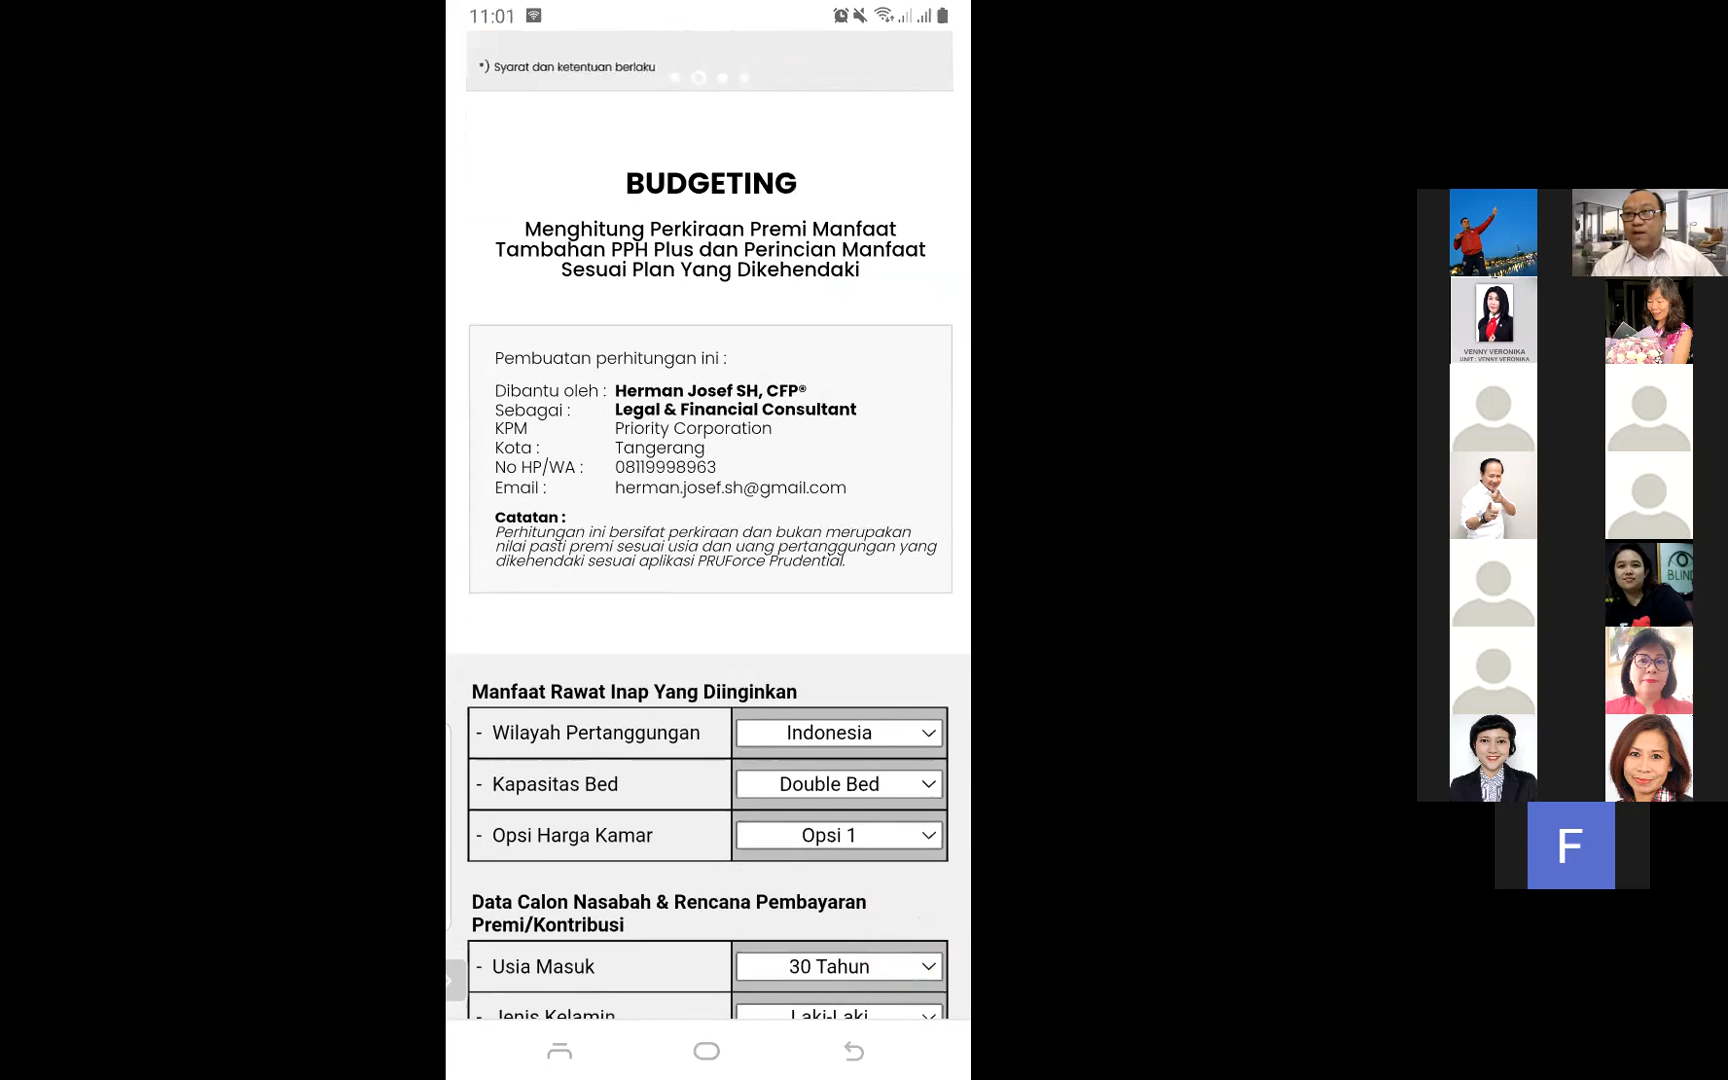 11:01
*) Syarat dan ketentuan berlaku
BUDGETING
Menghitung Perkiraan Premi Manfaat
Tambahan PPH Plus dan Perincian Manfaat
Sesuai Plan Yang Dikehendaki
Pembuatan perhitungan ini :
Dibantu oleh : Herman Josef SH, CFP®
Sebagai : Legal & Financial Consultant
KPM Priority Corporation
Kota : Tangerang
No HP/WA : 08119998963
Email : herman.josef.sh@gmail.com
Catatan :
Perhitungan ini bersifat perkiraan dan bukan merupakan
nilai pasti premi sesuai usia dan uang pertanggungan yang
dikehendaki sesuai aplikasi PRUForce Prudential.
Manfaat Rawat Inap Yang Diinginkan
- Wilayah Pertanggungan Indonesia
- Kapasitas Bed Double Bed
- Opsi Harga Kamar Opsi 1
Data Calon Nasabah & Rencana Pembayaran
Premi/Kontribusi
- Usia Masuk 30 Tahun
- Jenis Kelamin Laki-Laki
VENNY VERONIKA
UNIT : VENNY VERONIKA
BLIND
F